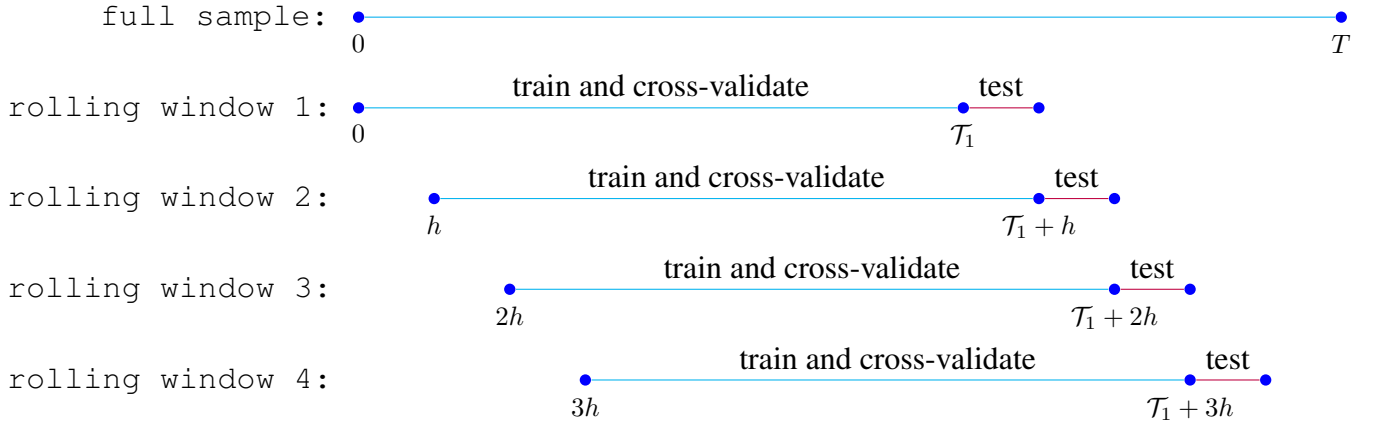 full sample:
0 T
train and cross-validate test
rolling window 1:
0 𝒯₁
train and cross-validate test
rolling window 2:
h 𝒯₁ + h
train and cross-validate test
rolling window 3:
2h 𝒯₁ + 2h
train and cross-validate test
rolling window 4:
3h 𝒯₁ + 3h